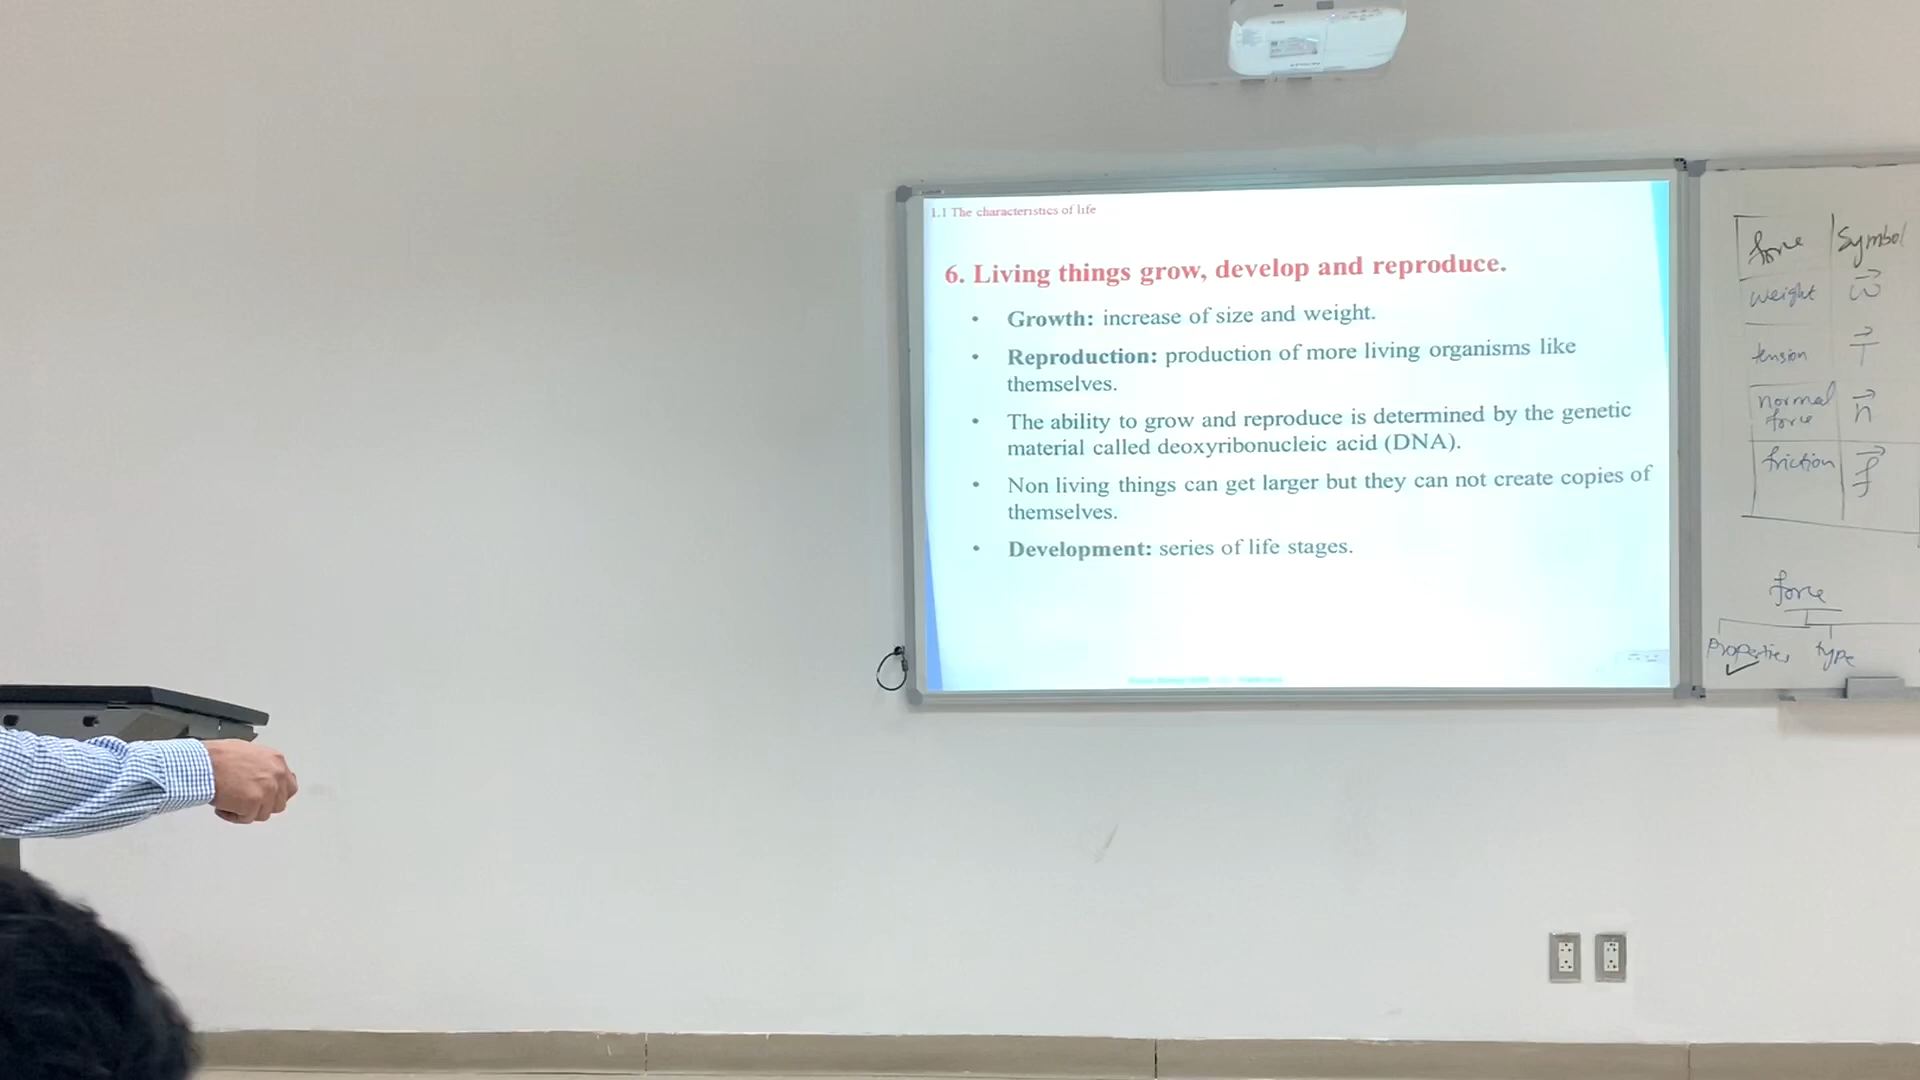 1.1 The characteristics of life
6. Living things grow, develop and reproduce.
• Growth: increase of size and weight.
• Reproduction: production of more living organisms like
themselves.
• The ability to grow and reproduce is determined by the genetic
material called deoxyribonucleic acid (DNA).
• Non living things can get larger but they can not create copies of
themselves.
• Development: series of life stages.
force Symbol
weight w⃗
tension T⃗
normal
force n⃗
friction f⃗
force
properties type